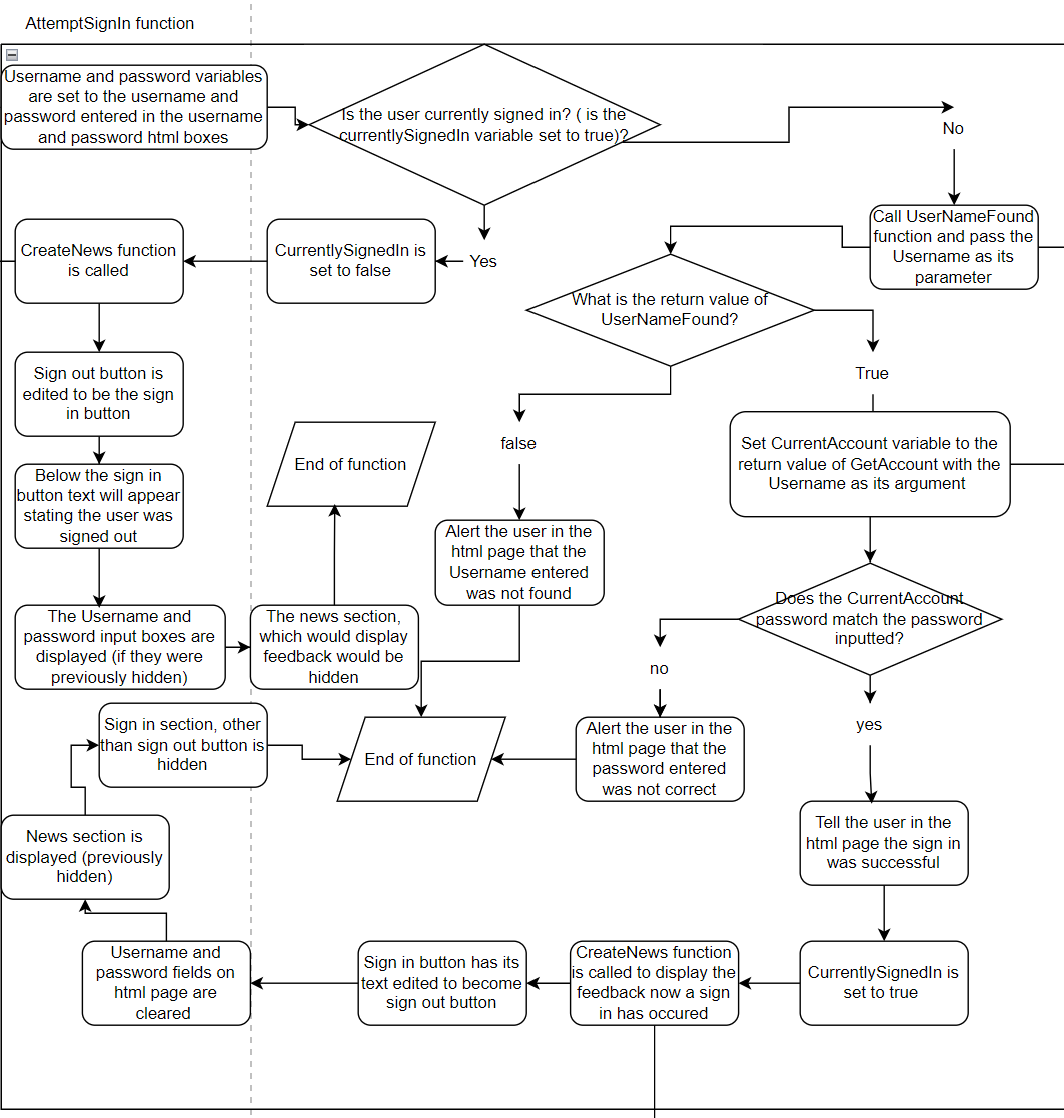 AttemptSignIn function
Username and password variables
are set to the username and
password entered in the username
and password html boxes
Is the user currently signed in? ( is the
currentlySignedIn variable set to true)?
No
Call UserNameFound
function and pass the
Username as its
parameter
CreateNews function
is called
CurrentlySignedIn is
set to false
Yes
What is the return value of
UserNameFound?
Sign out button is
edited to be the sign
in button
True
false
End of function
Set CurrentAccount variable to the
return value of GetAccount with the
Username as its argument
Below the sign in
button text will appear
stating the user was
signed out
Alert the user in the
html page that the
Username entered
was not found
Does the CurrentAccount
password match the password
inputted?
The Username and
password input boxes are
displayed (if they were
previously hidden)
The news section,
which would display
feedback would be
hidden
no
yes
Sign in section, other
than sign out button is
hidden
End of function
Alert the user in the
html page that the
password entered
was not correct
News section is
displayed (previously
hidden)
Tell the user in the
html page the sign in
was successful
Username and
password fields on
html page are
cleared
Sign in button has its
text edited to become
sign out button
CreateNews function
is called to display the
feedback now a sign
in has occured
CurrentlySignedIn is
set to true